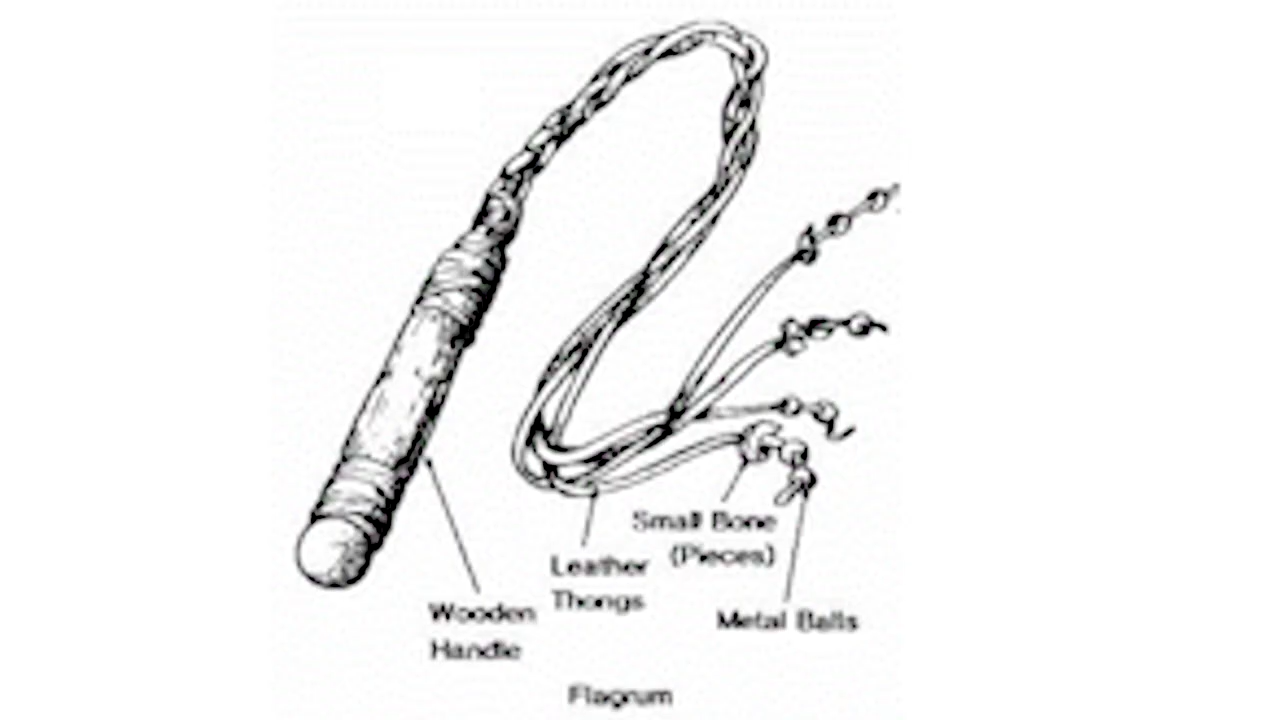 Small Bone
(Pieces)
Leather
Thongs
Wooden
Handle
Metal Balls
Flagrum